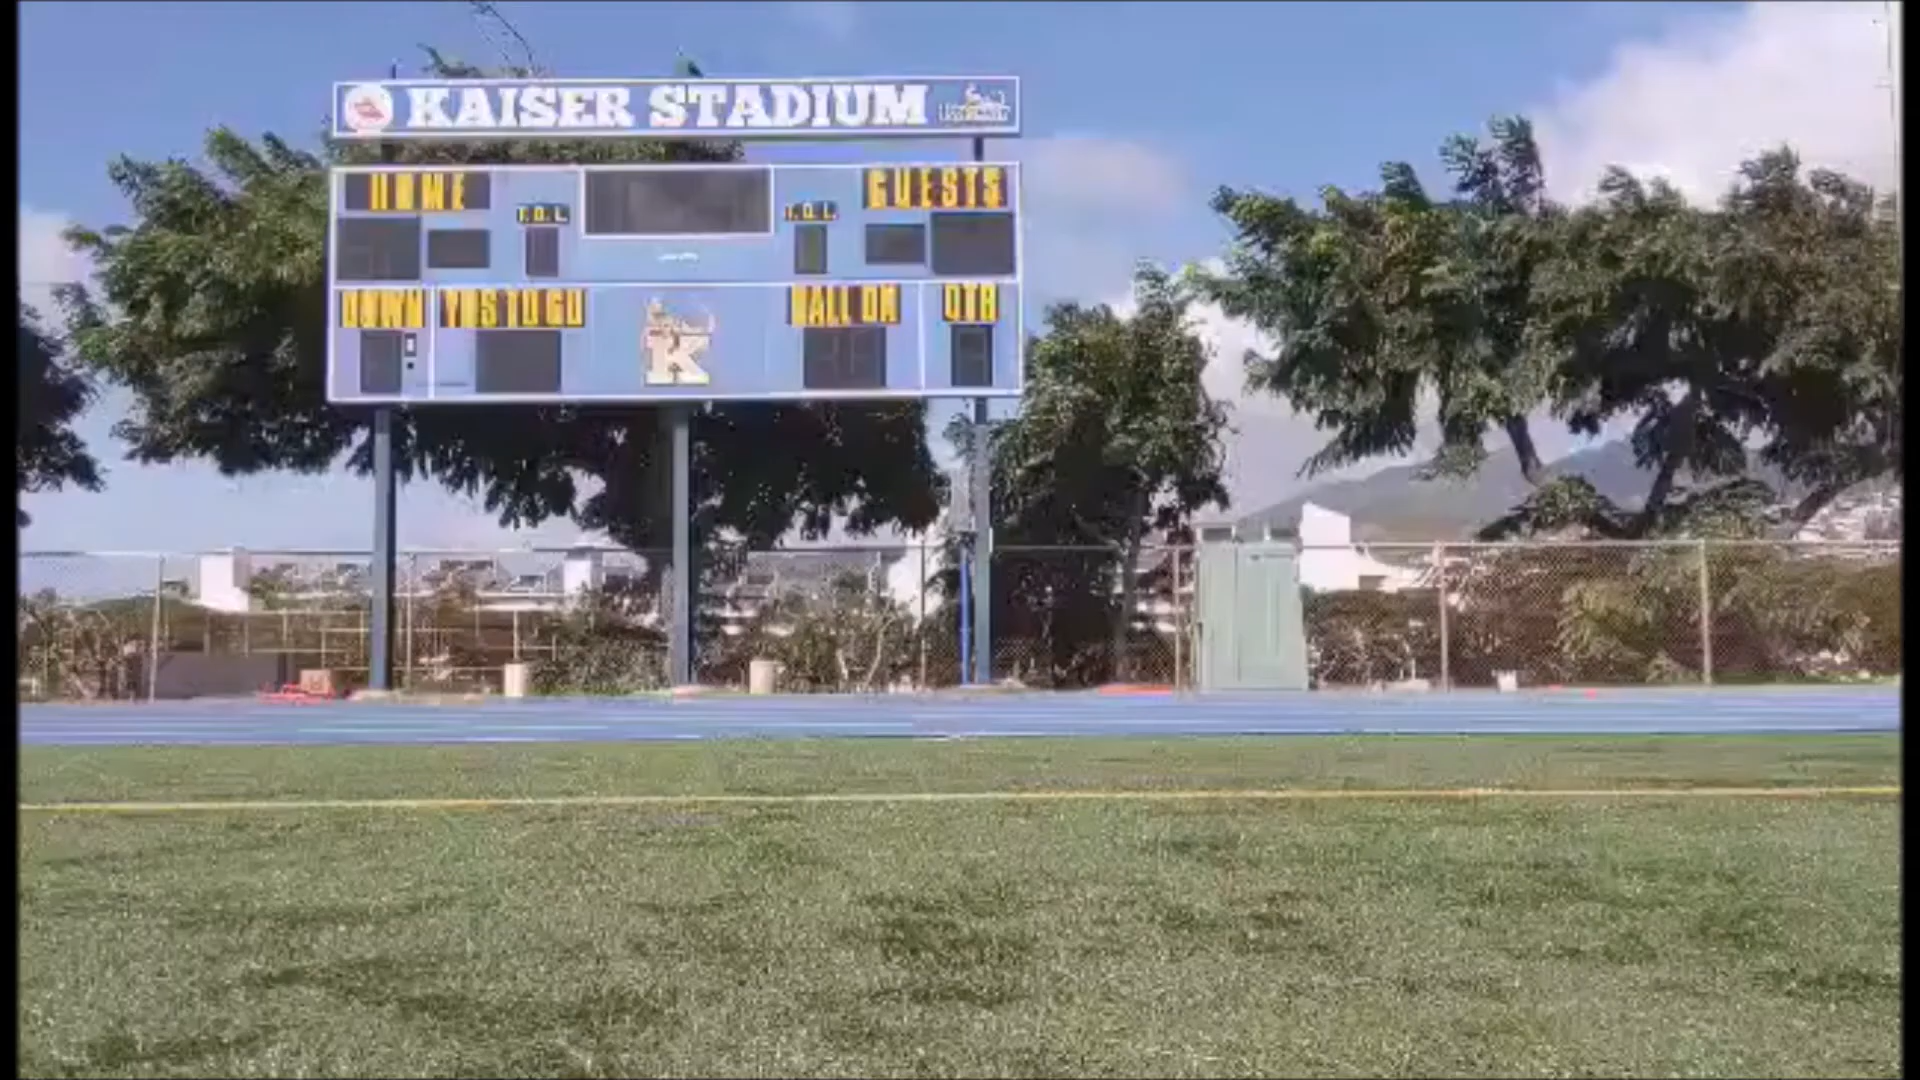 KAISER STADIUM
HOME
GUESTS
T.O.L.
T.O.L.
DOWN
YDS TO GO
BALL ON
QTR
K